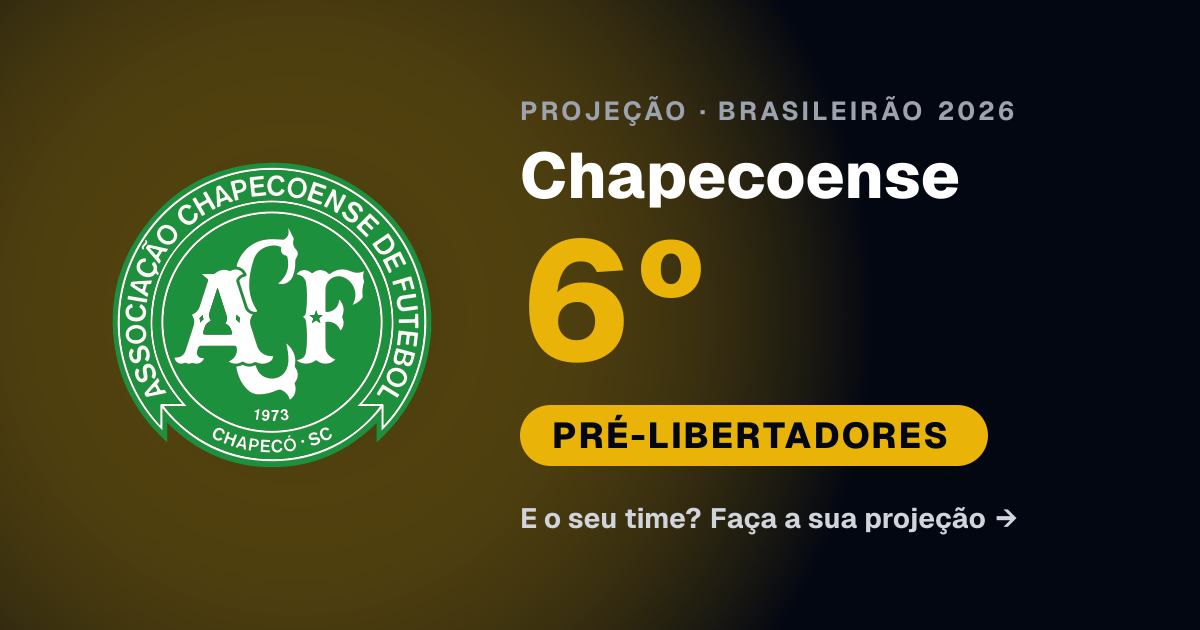 ASSOCIAÇÃO CHAPECOENSE DE FUTEBOL
ACF
1973
CHAPECÓ · SC
PROJEÇÃO · BRASILEIRÃO 2026
Chapecoense
6º
PRÉ-LIBERTADORES
E o seu time? Faça a sua projeção →